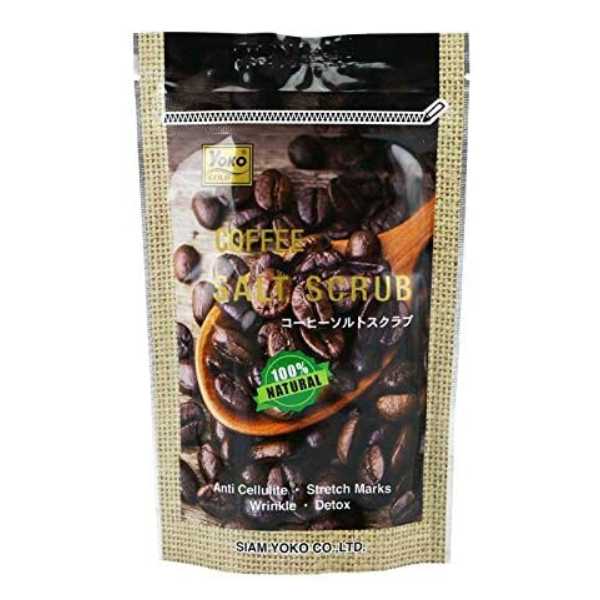 YOKO®
GOLD
COFFEE
SALT SCRUB
コーヒーソルトスクラブ
100%
NATURAL
Anti Cellulite · Stretch Marks
Wrinkle · Detox
SIAM YOKO CO.,LTD.